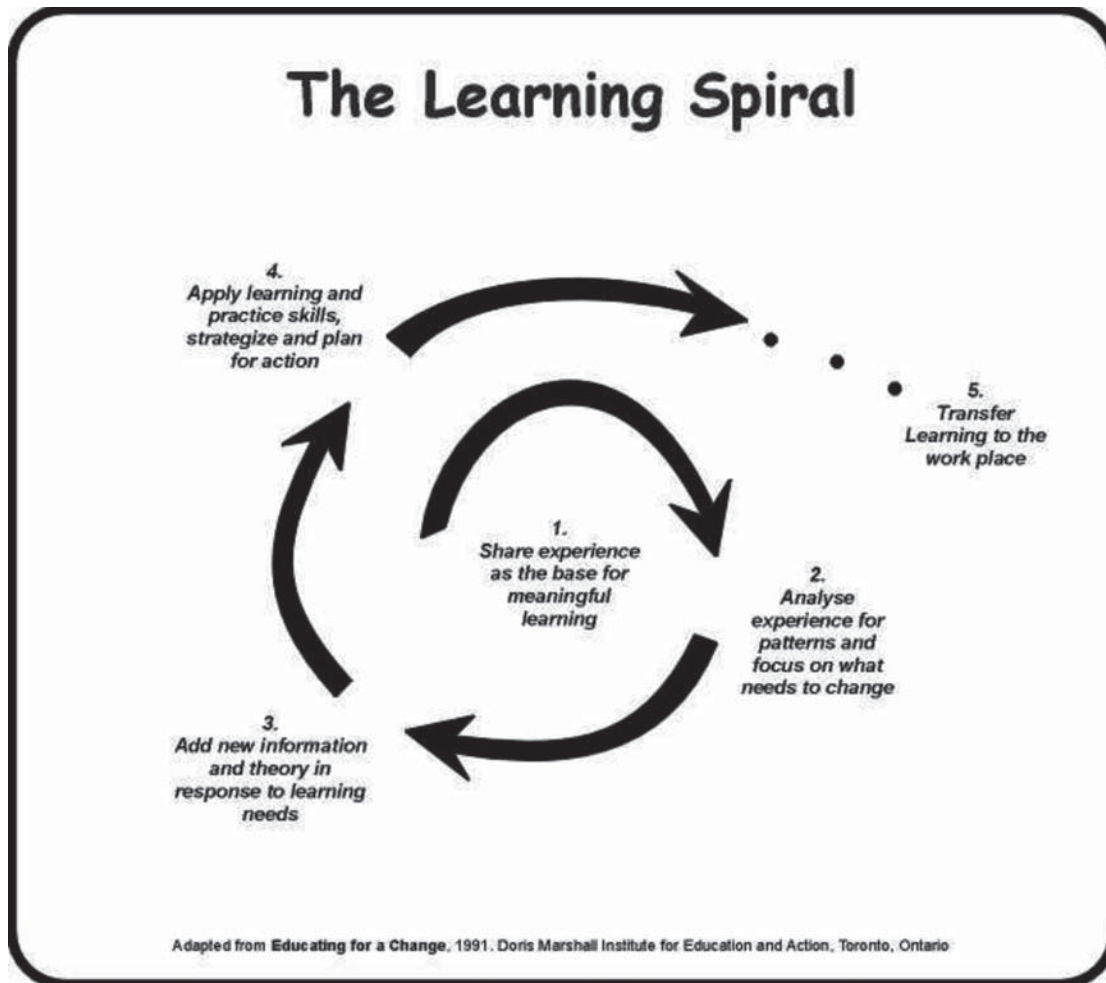 The Learning Spiral
1.
Share experience
as the base for
meaningful
learning
2.
Analyse
experience for
patterns and
focus on what
needs to change
3.
Add new information
and theory in
response to learning
needs
4.
Apply learning and
practice skills,
strategize and plan
for action
5.
Transfer
Learning to the
work place
Adapted from Educating for a Change, 1991. Doris Marshall Institute for Education and Action, Toronto, Ontario